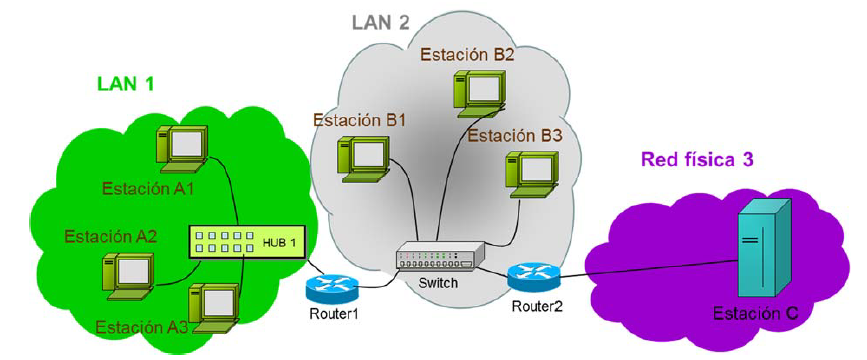 LAN 2
Estación B2
LAN 1
Estación B1
Estación B3
Red física 3
Estación A1
Estación A2
HUB 1
Switch
Router1
Router2
Estación C
Estación A3